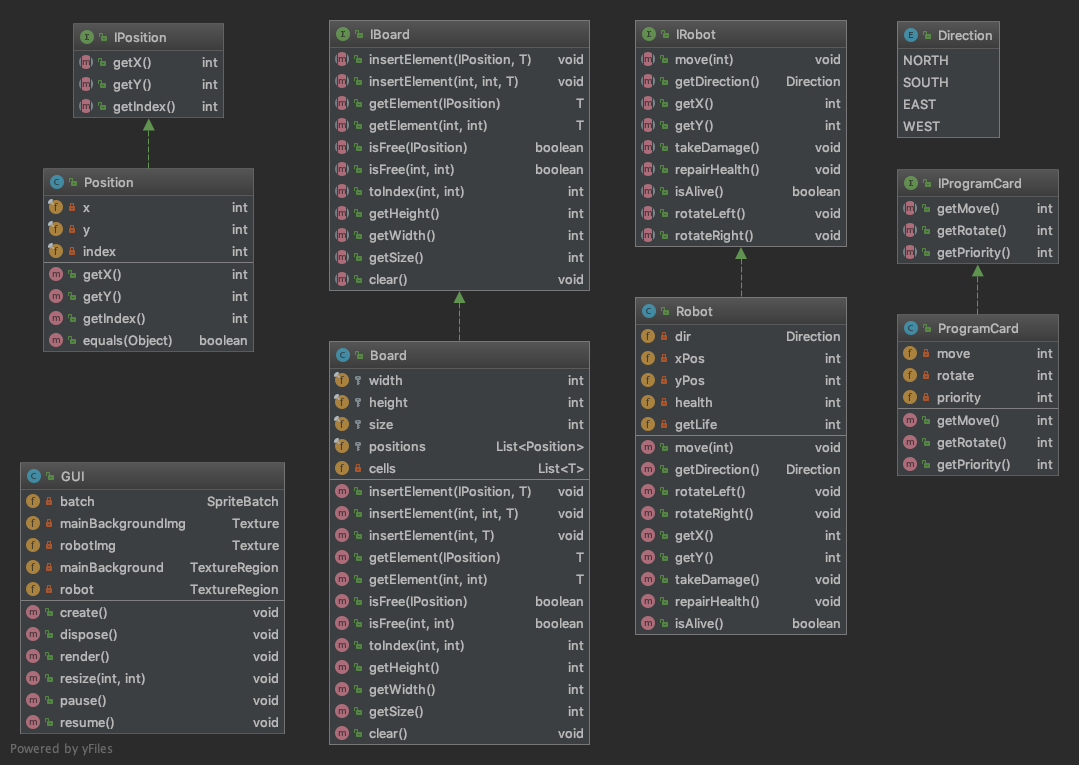 IPosition
getX() int
getY() int
getIndex() int
Position
x int
y int
index int
getX() int
getY() int
getIndex() int
equals(Object) boolean
GUI
batch SpriteBatch
mainBackgroundImg Texture
robotImg Texture
mainBackground TextureRegion
robot TextureRegion
create() void
dispose() void
render() void
resize(int, int) void
pause() void
resume() void
IBoard
insertElement(IPosition, T) void
insertElement(int, int, T) void
getElement(IPosition) T
getElement(int, int) T
isFree(IPosition) boolean
isFree(int, int) boolean
toIndex(int, int) int
getHeight() int
getWidth() int
getSize() int
clear() void
Board
width int
height int
size int
positions List<Position>
cells List<T>
insertElement(IPosition, T) void
insertElement(int, int, T) void
insertElement(int, T) void
getElement(IPosition) T
getElement(int, int) T
isFree(IPosition) boolean
isFree(int, int) boolean
toIndex(int, int) int
getHeight() int
getWidth() int
getSize() int
clear() void
IRobot
move(int) void
getDirection() Direction
getX() int
getY() int
takeDamage() void
repairHealth() void
isAlive() boolean
rotateLeft() void
rotateRight() void
Robot
dir Direction
xPos int
yPos int
health int
getLife int
move(int) void
getDirection() Direction
rotateLeft() void
rotateRight() void
getX() int
getY() int
takeDamage() void
repairHealth() void
isAlive() boolean
Direction
NORTH
SOUTH
EAST
WEST
IProgramCard
getMove() int
getRotate() int
getPriority() int
ProgramCard
move int
rotate int
priority int
getMove() int
getRotate() int
getPriority() int
Powered by yFiles